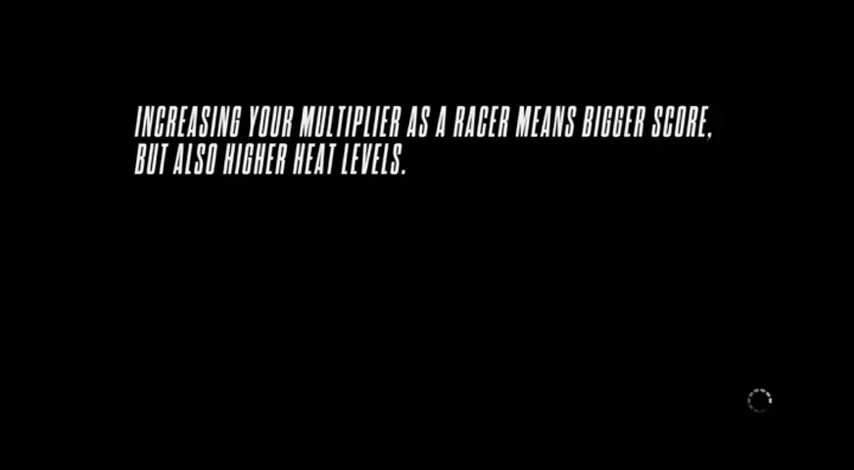 INCREASING YOUR MULTIPLIER AS A RACER MEANS BIGGER SCORE,
BUT ALSO HIGHER HEAT LEVELS.